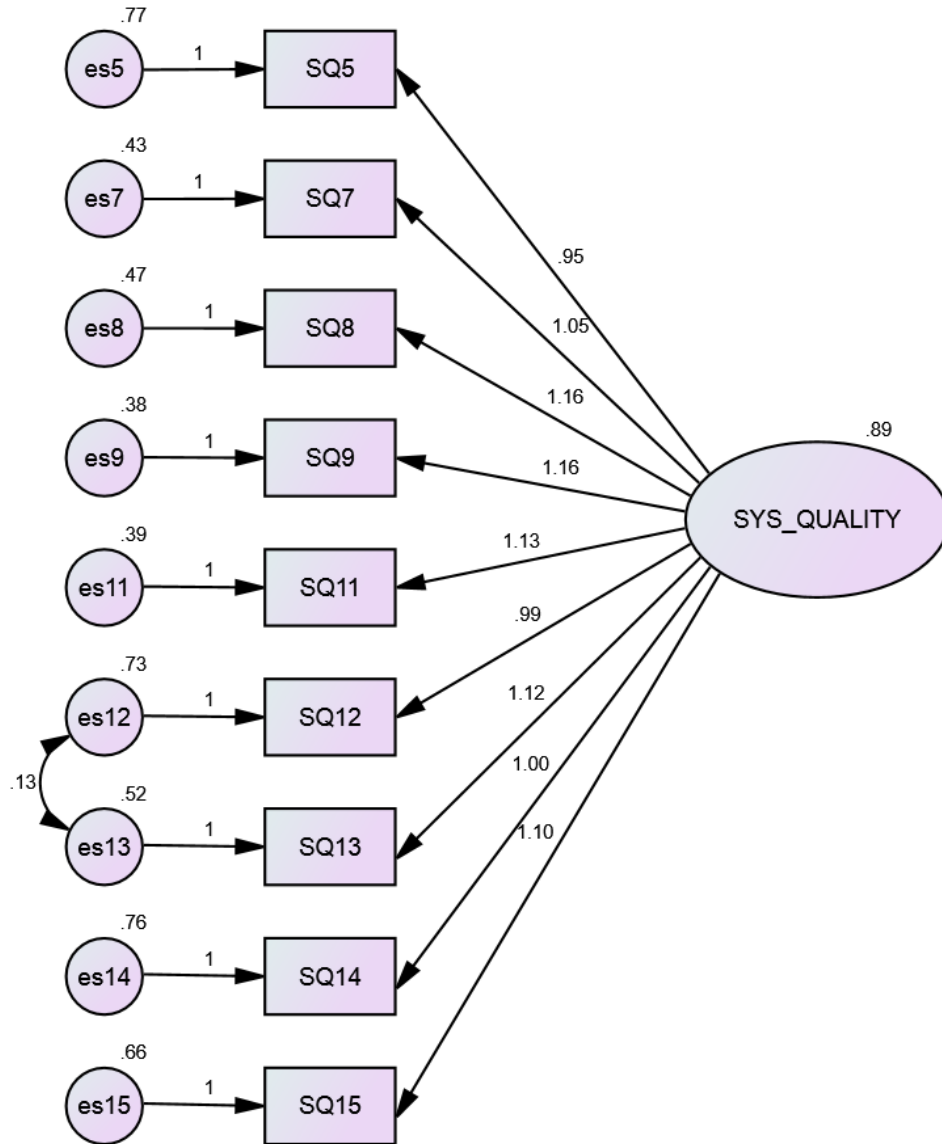 .77
es5
1
SQ5
.43
es7
1
SQ7
.95
.47
es8
1
SQ8
1.05
.38
es9
1
SQ9
1.16
1.16
.89
SYS_QUALITY
.39
es11
1
SQ11
1.13
.73
es12
1
SQ12
.99
.13
.52
es13
1
SQ13
1.12
.76
es14
1
SQ14
1.00
.66
es15
1
SQ15
1.10